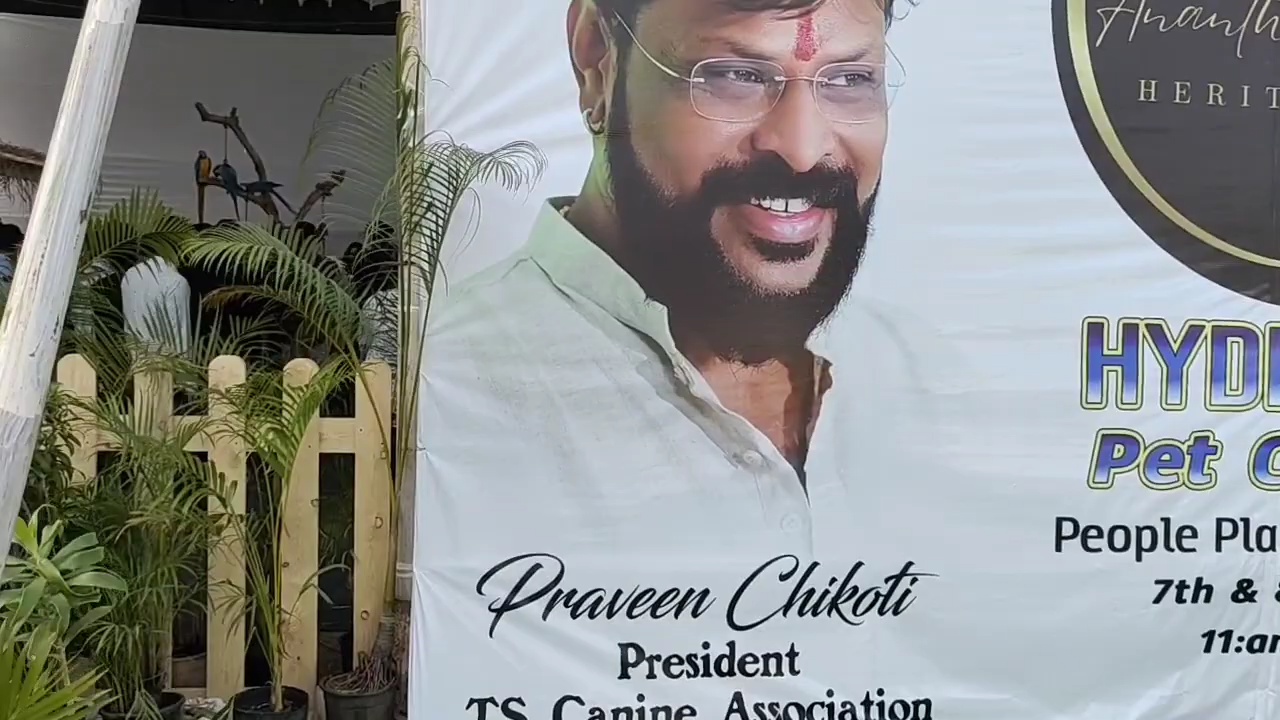 HERIT
HYD
Pet
People Pla
7th &
11:a
Praveen Chikoti
President
TS Canine Association